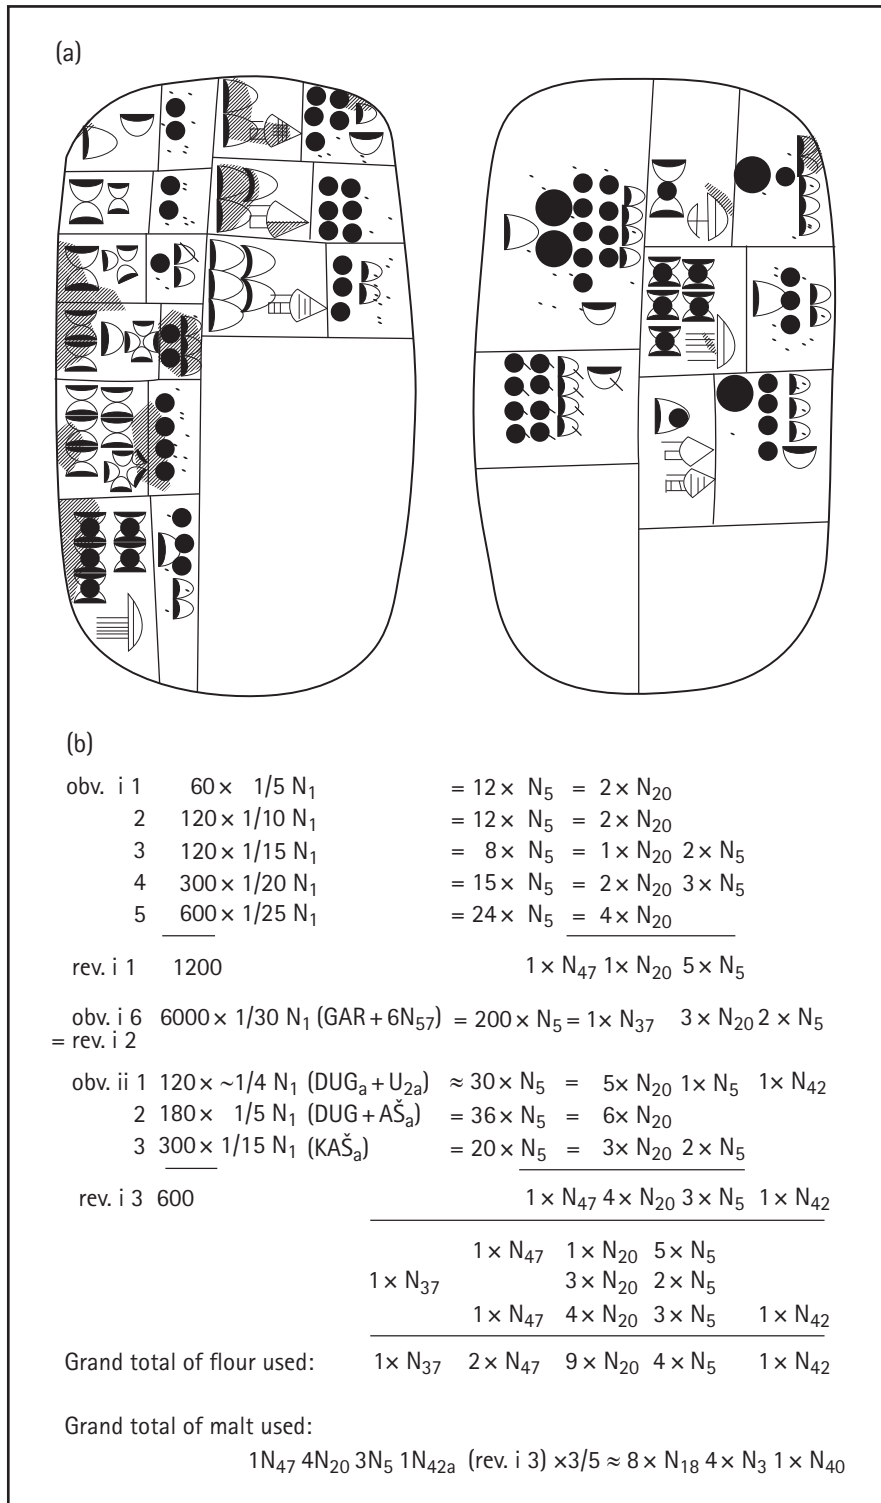 (a)
(b)
obv. i 1 60 × 1/5 N₁ = 12 × N₅ = 2 × N₂₀
2 120 × 1/10 N₁ = 12 × N₅ = 2 × N₂₀
3 120 × 1/15 N₁ = 8 × N₅ = 1 × N₂₀ 2 × N₅
4 300 × 1/20 N₁ = 15 × N₅ = 2 × N₂₀ 3 × N₅
5 600 × 1/25 N₁ = 24 × N₅ = 4 × N₂₀
rev. i 1 1200 1 × N₄₇ 1 × N₂₀ 5 × N₅
obv. i 6 6000 × 1/30 N₁ (GAR + 6N₅₇) = 200 × N₅ = 1 × N₃₇ 3 × N₂₀ 2 × N₅
= rev. i 2
obv. ii 1 120 × ~1/4 N₁ (DUGₐ + U₂ₐ) ≈ 30 × N₅ = 5 × N₂₀ 1 × N₅ 1 × N₄₂
2 180 × 1/5 N₁ (DUG + AŠₐ) = 36 × N₅ = 6 × N₂₀
3 300 × 1/15 N₁ (KAŠₐ) = 20 × N₅ = 3 × N₂₀ 2 × N₅
rev. i 3 600 1 × N₄₇ 4 × N₂₀ 3 × N₅ 1 × N₄₂
1 × N₄₇ 1 × N₂₀ 5 × N₅
1 × N₃₇ 3 × N₂₀ 2 × N₅
1 × N₄₇ 4 × N₂₀ 3 × N₅ 1 × N₄₂
Grand total of flour used: 1 × N₃₇ 2 × N₄₇ 9 × N₂₀ 4 × N₅ 1 × N₄₂
Grand total of malt used:
1N₄₇ 4N₂₀ 3N₅ 1N₄₂ₐ (rev. i 3) ×3/5 ≈ 8 × N₁₈ 4 × N₃ 1 × N₄₀